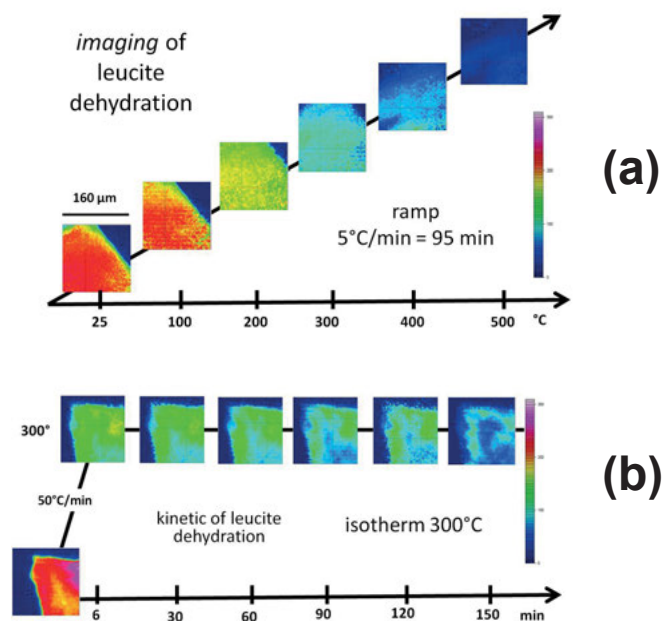 imaging of
leucite
dehydration
(a)
160 μm
ramp
5°C/min = 95 min
25 100 200 300 400 500 °C
300°
50°C/min
kinetic of leucite
dehydration
isotherm 300°C
(b)
6 30 60 90 120 150 min